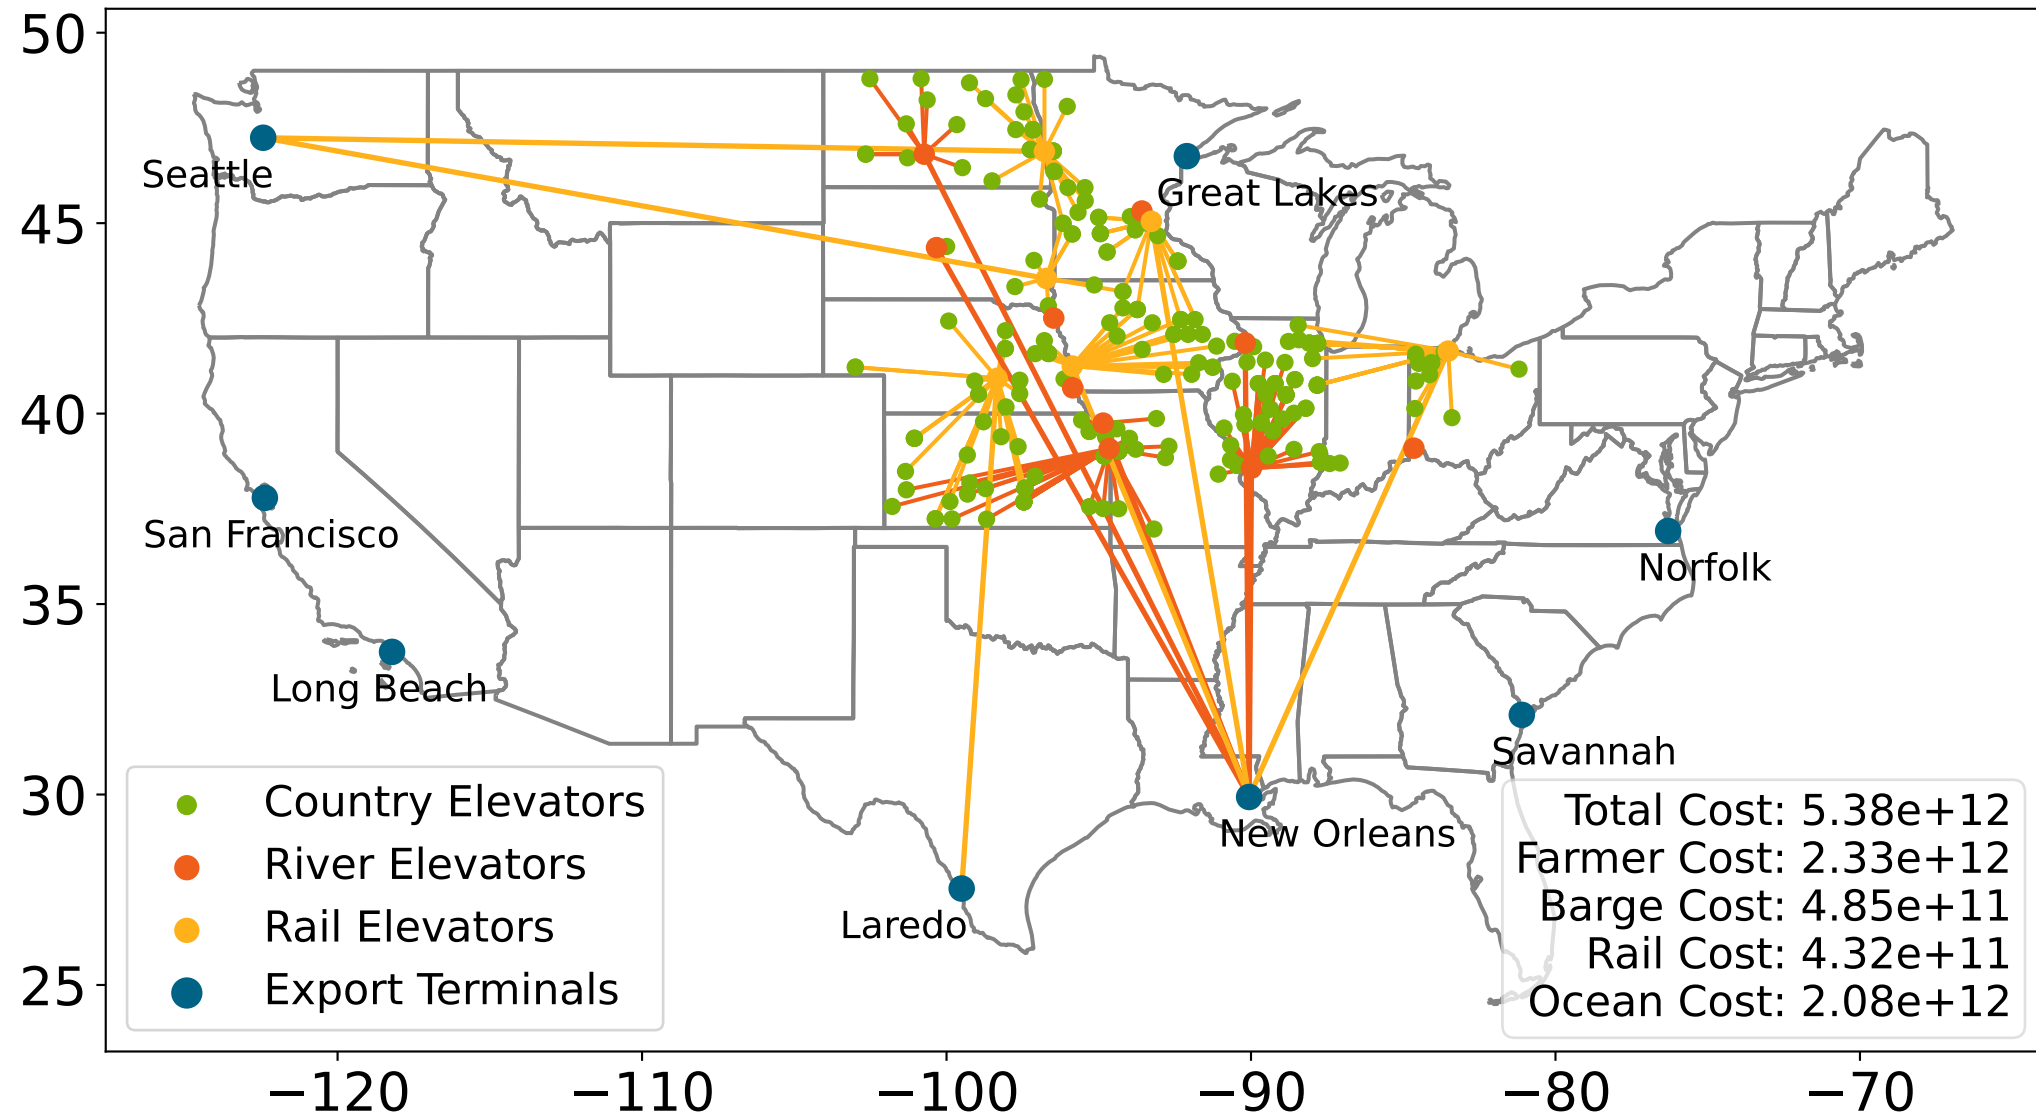 50
45
40
35
30
25
−120
−110
−100
−90
−80
−70
Seattle
Great Lakes
San Francisco
Norfolk
Long Beach
Savannah
New Orleans
Laredo
Country Elevators
River Elevators
Rail Elevators
Export Terminals
Total Cost: 5.38e+12
Farmer Cost: 2.33e+12
Barge Cost: 4.85e+11
Rail Cost: 4.32e+11
Ocean Cost: 2.08e+12